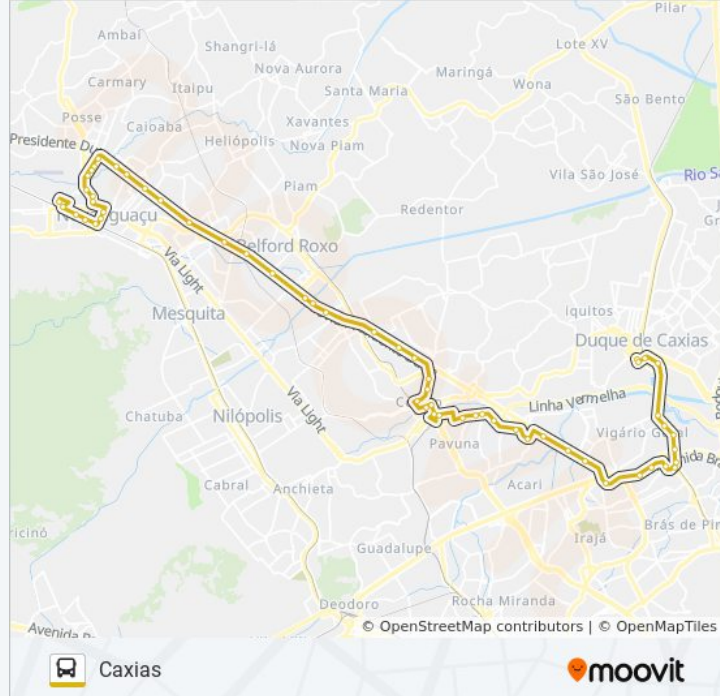 Pilar
Ambaí
Shangri-lá
Lote XV
Nova Aurora
Maringá
Carmary
Itaipu
Santa Maria
Wona
São Bento
Posse
Caioaba
Xavantes
Heliópolis
Nova Piam
Presidente Du
Vila São José
Rio Sa
Piam
Redentor
Belford Roxo
Via Light
Iquitos
Mesquita
Duque de Caxias
Via Light
Linha Vermelha
Chatuba
Nilópolis
Pavuna
Vigário Geral
Cabral
Anchieta
Acari
Brás de Pin
Irajá
Guadalupe
Deodoro
Rocha Miranda
© OpenStreetMap contributors | © OpenMapTiles
Caxias
moovit